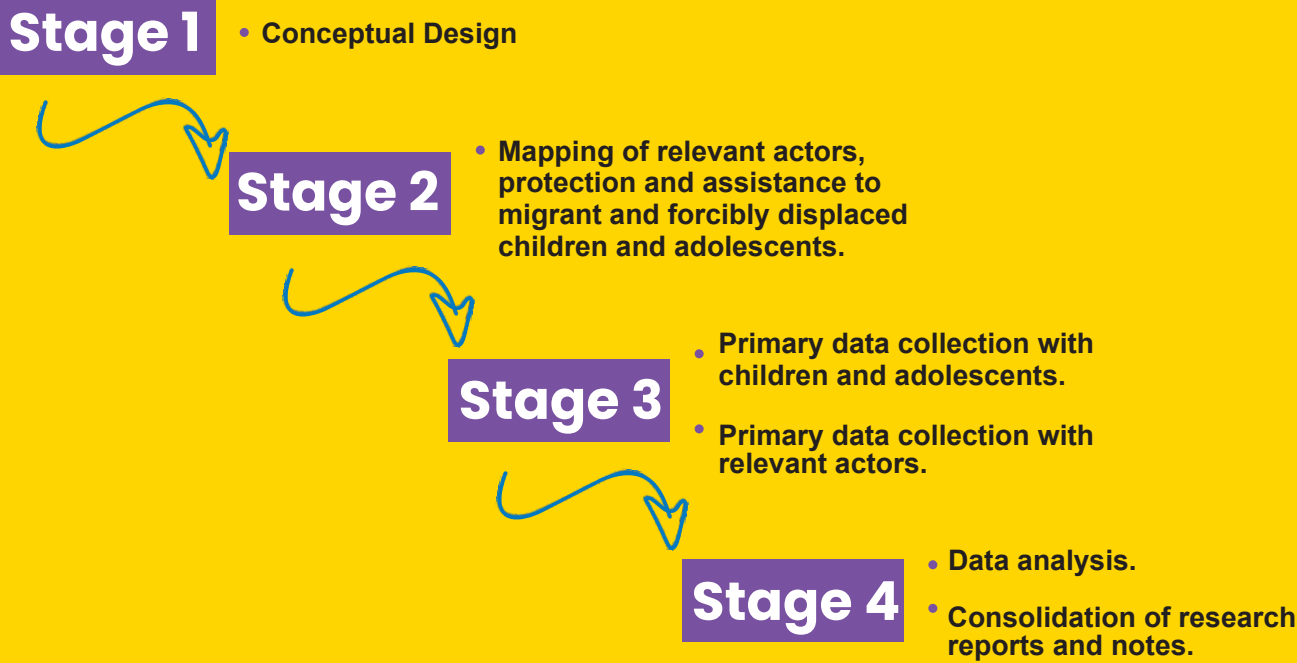 Stage 1
• Conceptual Design
Stage 2
• Mapping of relevant actors,
protection and assistance to
migrant and forcibly displaced
children and adolescents.
Stage 3
• Primary data collection with
children and adolescents.
• Primary data collection with
relevant actors.
Stage 4
• Data analysis.
• Consolidation of research
reports and notes.